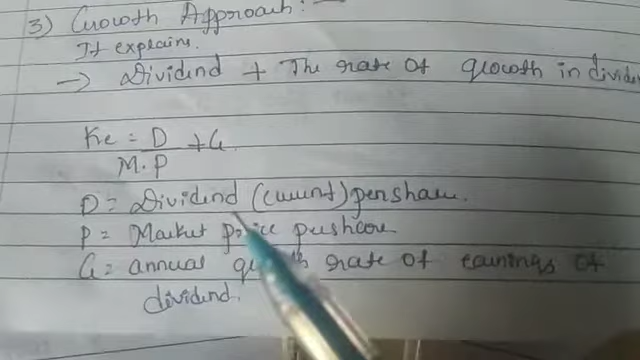 3) Growth Approach:-
It explains.
→ Dividend + The rate of growth in divide
Ke = D + G
M.P
D = Dividend (current) per share.
P = Market price per share
G = annual growth rate of earnings of
dividend.